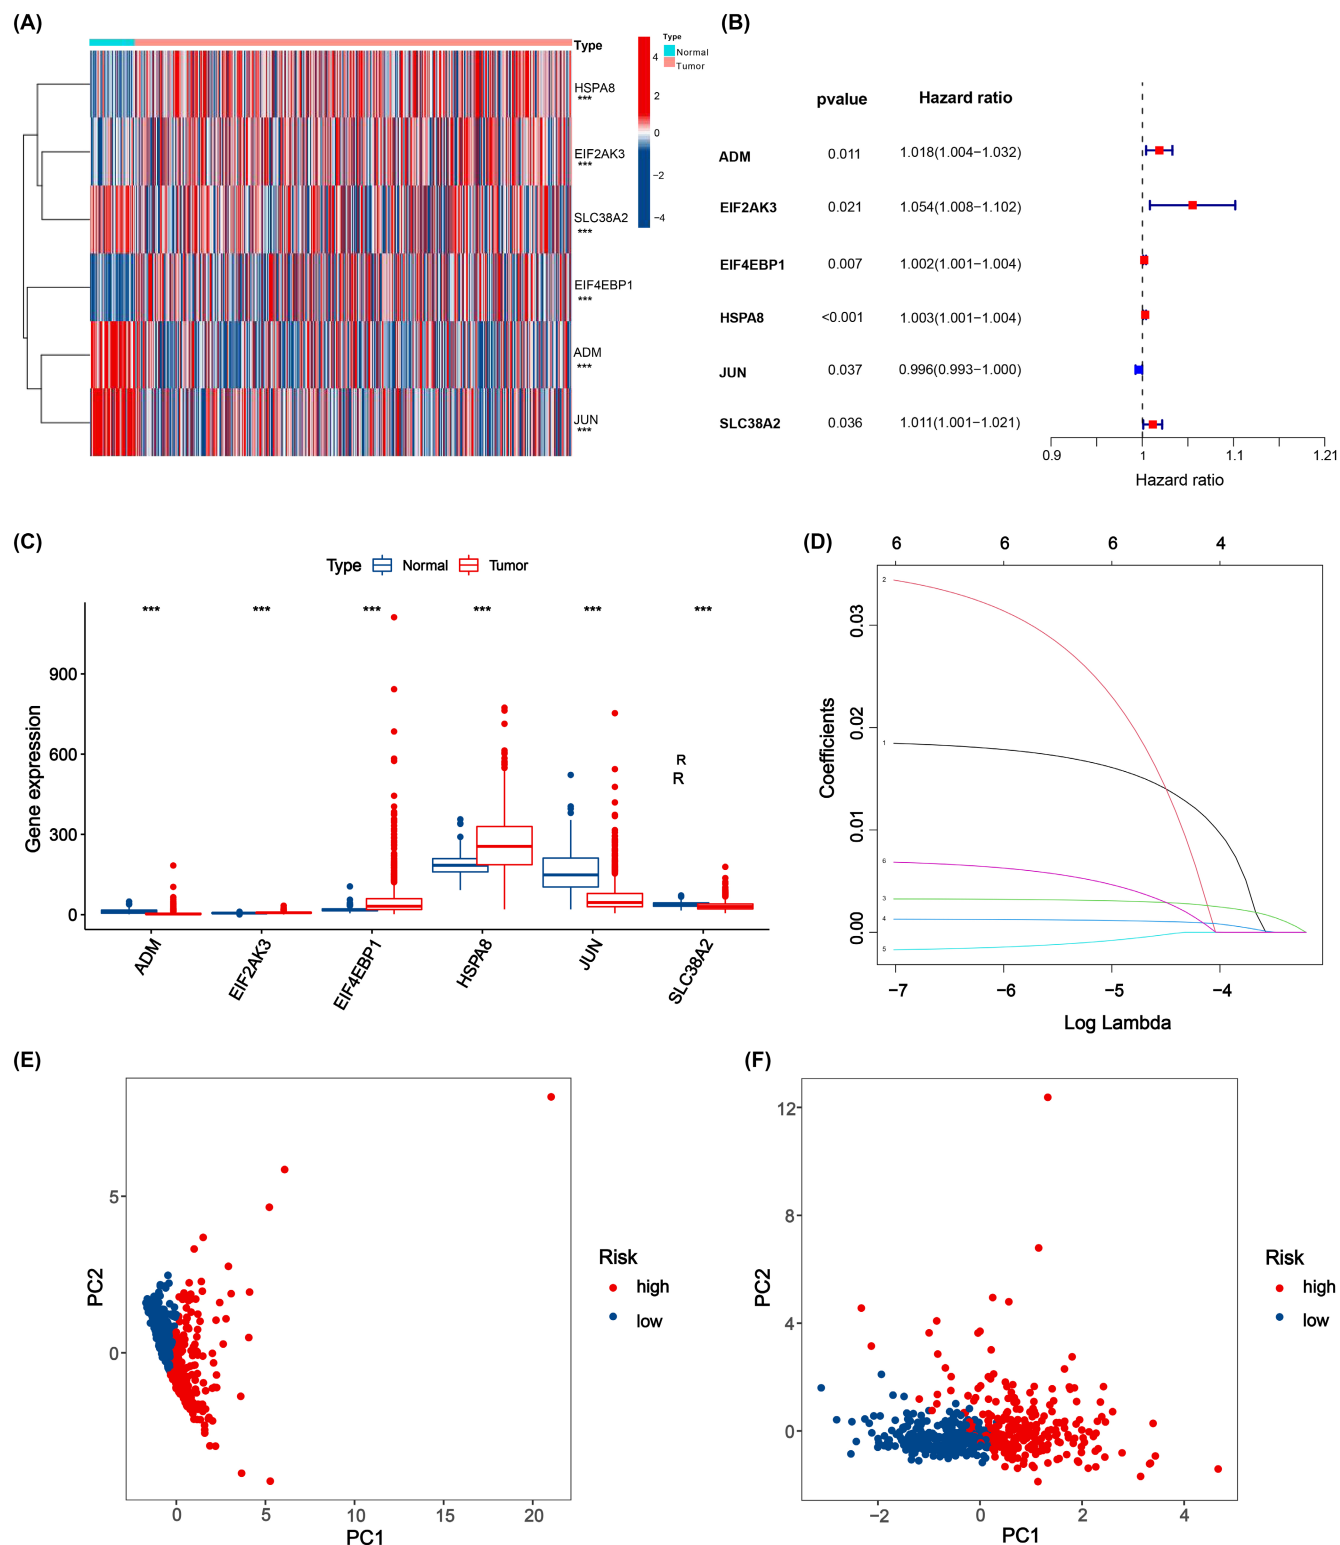 (A)
Type
Normal
Tumor
Type
HSPA8
***
EIF2AK3
***
SLC38A2
***
EIF4EBP1
***
ADM
***
JUN
***
4
2
0
−2
−4
(B)
pvalue Hazard ratio
ADM 0.011 1.018(1.004−1.032)
EIF2AK3 0.021 1.054(1.008−1.102)
EIF4EBP1 0.007 1.002(1.001−1.004)
HSPA8 <0.001 1.003(1.001−1.004)
JUN 0.037 0.996(0.993−1.000)
SLC38A2 0.036 1.011(1.001−1.021)
0.9 1 1.1 1.21
Hazard ratio
(C)
Type Normal Tumor
*** *** *** *** *** ***
R
R
Gene expression
900
600
300
0
ADM EIF2AK3 EIF4EBP1 HSPA8 JUN SLC38A2
(D)
6 6 6 4
Coefficients
0.03
0.02
0.01
0.00
2
1
6
3
4
5
−7 −6 −5 −4
Log Lambda
(E)
PC2
5
0
0 5 10 15 20
PC1
Risk
high
low
(F)
PC2
12
8
4
0
−2 0 2 4
PC1
Risk
high
low